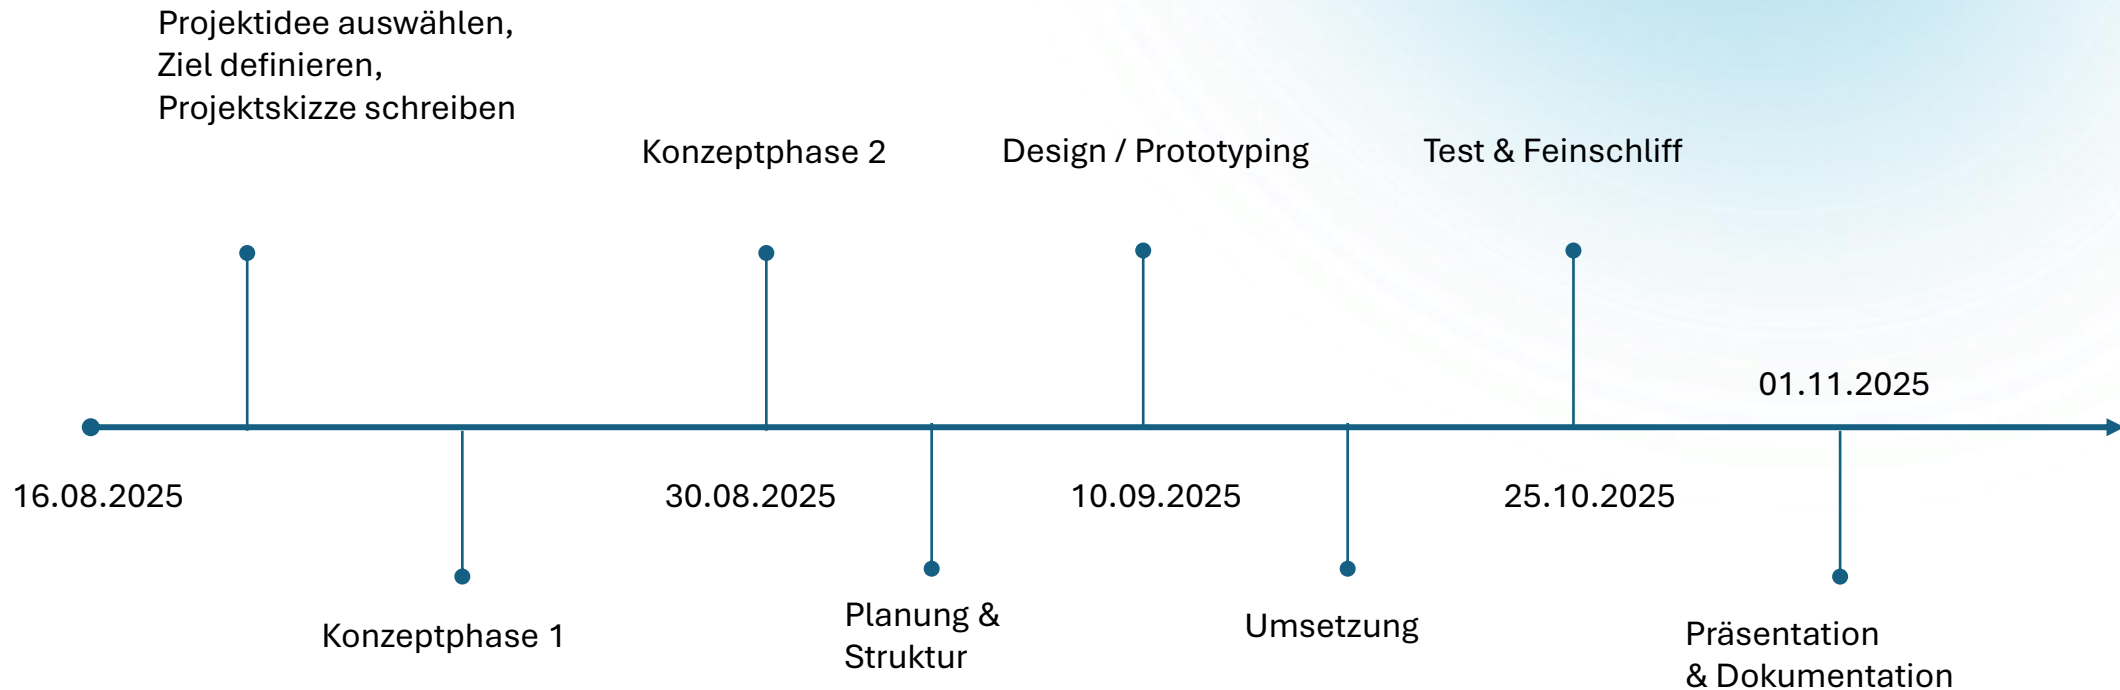 Projektidee auswählen,
Ziel definieren,
Projektskizze schreiben
Konzeptphase 2
Design / Prototyping
Test & Feinschliff
01.11.2025
16.08.2025
30.08.2025
10.09.2025
25.10.2025
Konzeptphase 1
Planung &
Struktur
Umsetzung
Präsentation
& Dokumentation